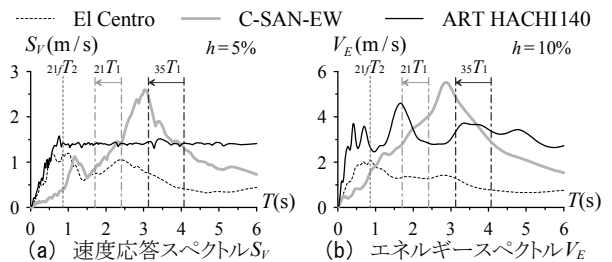 El Centro C-SAN-EW ART HACHI140
S_V(m/s) h=5%
21fT2 21T1 35T1
3
2
1
0
0 1 2 3 4 5 6
T(s)
(a) 速度応答スペクトルS_V
V_E(m/s) h=10%
21fT2 21T1 35T1
6
4
2
0
0 1 2 3 4 5 6
T(s)
(b) エネルギースペクトルV_E